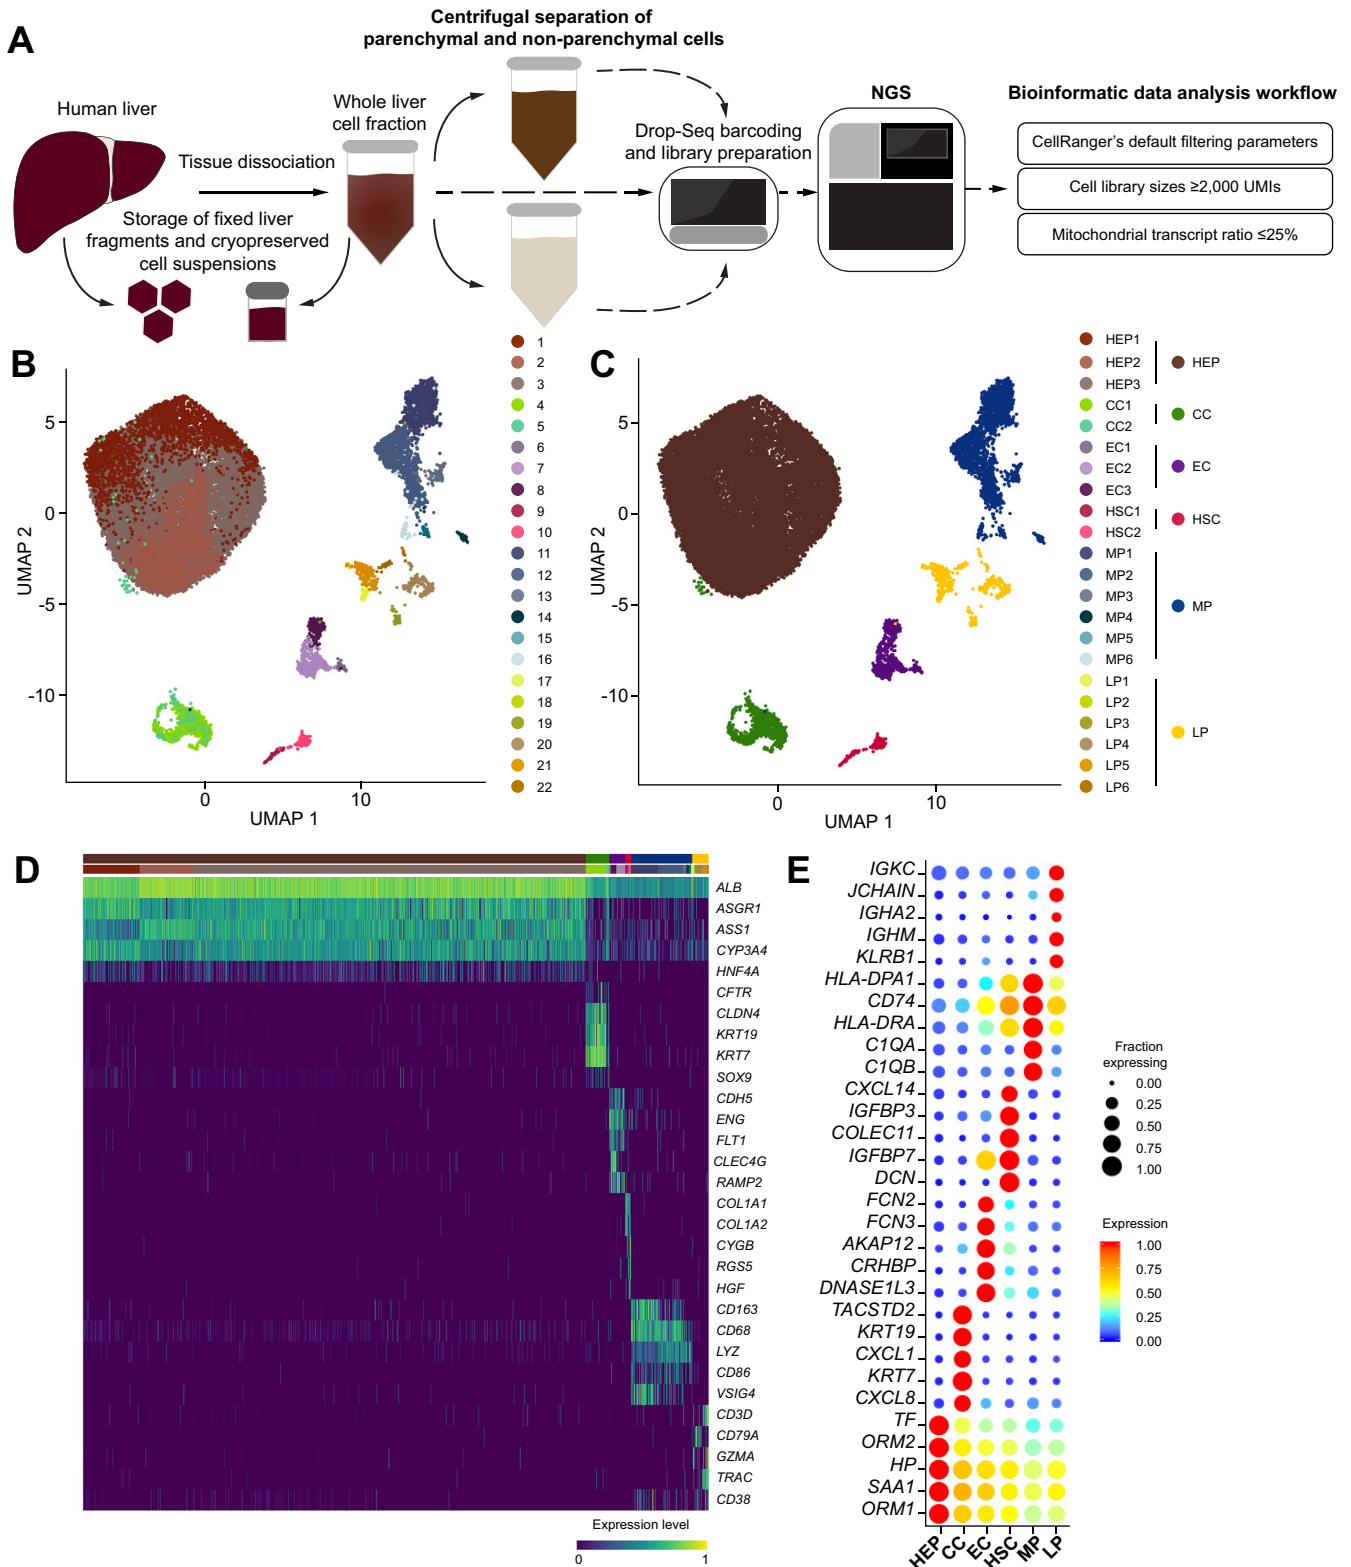 A
Centrifugal separation of
parenchymal and non-parenchymal cells
Human liver
Tissue dissociation
Storage of fixed liver
fragments and cryopreserved
cell suspensions
Whole liver
cell fraction
Drop-Seq barcoding
and library preparation
NGS
Bioinformatic data analysis workflow
CellRanger's default filtering parameters
Cell library sizes ≥2,000 UMIs
Mitochondrial transcript ratio ≤25%
B
UMAP 2
5
0
-5
-10
0
10
UMAP 1
1
2
3
4
5
6
7
8
9
10
11
12
13
14
15
16
17
18
19
20
21
22
C
UMAP 2
5
0
-5
-10
0
10
UMAP 1
HEP1
HEP2
HEP3
CC1
CC2
EC1
EC2
EC3
HSC1
HSC2
MP1
MP2
MP3
MP4
MP5
MP6
LP1
LP2
LP3
LP4
LP5
LP6
HEP
CC
EC
HSC
MP
LP
D
ALB
ASGR1
ASS1
CYP3A4
HNF4A
CFTR
CLDN4
KRT19
KRT7
SOX9
CDH5
ENG
FLT1
CLEC4G
RAMP2
COL1A1
COL1A2
CYGB
RGS5
HGF
CD163
CD68
LYZ
CD86
VSIG4
CD3D
CD79A
GZMA
TRAC
CD38
Expression level
0
1
E
IGKC
JCHAIN
IGHA2
IGHM
KLRB1
HLA-DPA1
CD74
HLA-DRA
C1QA
C1QB
CXCL14
IGFBP3
COLEC11
IGFBP7
DCN
FCN2
FCN3
AKAP12
CRHBP
DNASE1L3
TACSTD2
KRT19
CXCL1
KRT7
CXCL8
TF
ORM2
HP
SAA1
ORM1
HEP
CC
EC
HSC
MP
LP
Fraction
expressing
0.00
0.25
0.50
0.75
1.00
Expression
1.00
0.75
0.50
0.25
0.00